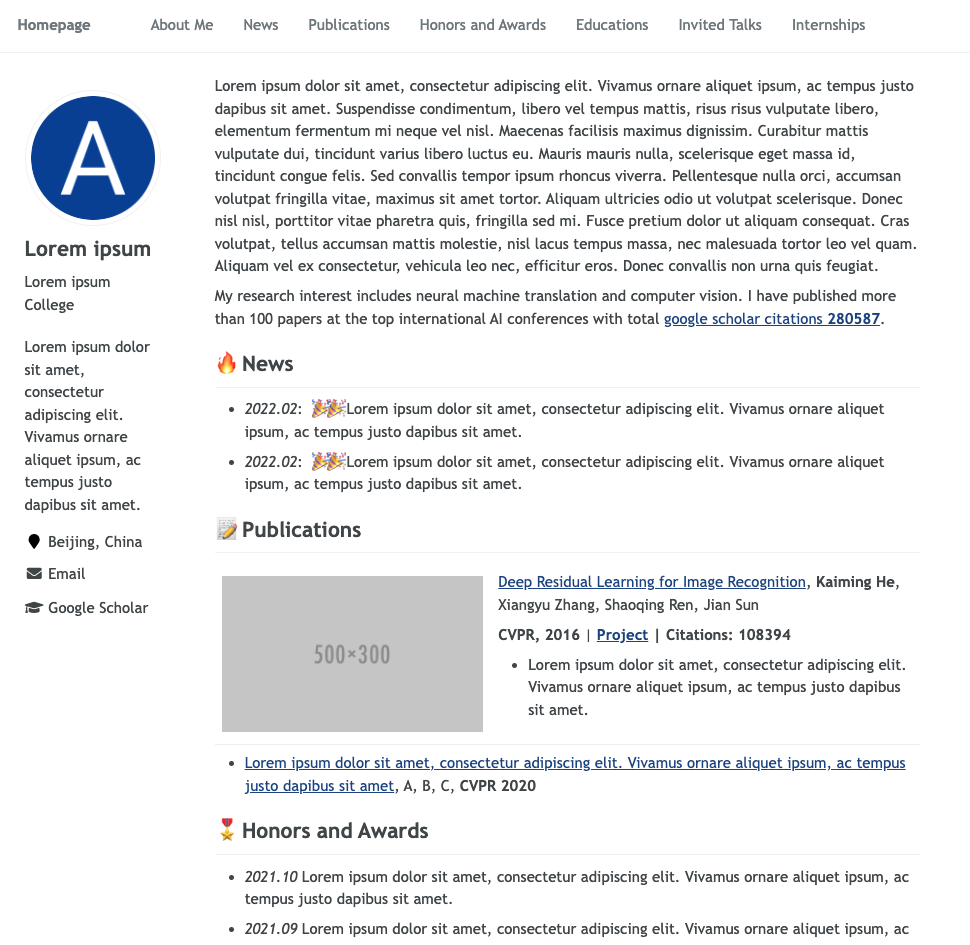 Homepage About Me News Publications Honors and Awards Educations Invited Talks Internships
A
Lorem ipsum
Lorem ipsum
College
Lorem ipsum dolor
sit amet,
consectetur
adipiscing elit.
Vivamus ornare
aliquet ipsum, ac
tempus justo
dapibus sit amet.
Beijing, China
Email
Google Scholar
Lorem ipsum dolor sit amet, consectetur adipiscing elit. Vivamus ornare aliquet ipsum, ac tempus justo
dapibus sit amet. Suspendisse condimentum, libero vel tempus mattis, risus risus vulputate libero,
elementum fermentum mi neque vel nisl. Maecenas facilisis maximus dignissim. Curabitur mattis
vulputate dui, tincidunt varius libero luctus eu. Mauris mauris nulla, scelerisque eget massa id,
tincidunt congue felis. Sed convallis tempor ipsum rhoncus viverra. Pellentesque nulla orci, accumsan
volutpat fringilla vitae, maximus sit amet tortor. Aliquam ultricies odio ut volutpat scelerisque. Donec
nisl nisl, porttitor vitae pharetra quis, fringilla sed mi. Fusce pretium dolor ut aliquam consequat. Cras
volutpat, tellus accumsan mattis molestie, nisl lacus tempus massa, nec malesuada tortor leo vel quam.
Aliquam vel ex consectetur, vehicula leo nec, efficitur eros. Donec convallis non urna quis feugiat.
My research interest includes neural machine translation and computer vision. I have published more
than 100 papers at the top international AI conferences with total google scholar citations 280587.
🔥 News
• 2022.02: 🎉🎉Lorem ipsum dolor sit amet, consectetur adipiscing elit. Vivamus ornare aliquet
ipsum, ac tempus justo dapibus sit amet.
• 2022.02: 🎉🎉Lorem ipsum dolor sit amet, consectetur adipiscing elit. Vivamus ornare aliquet
ipsum, ac tempus justo dapibus sit amet.
📝 Publications
500×300
Deep Residual Learning for Image Recognition, Kaiming He,
Xiangyu Zhang, Shaoqing Ren, Jian Sun
CVPR, 2016 | Project | Citations: 108394
• Lorem ipsum dolor sit amet, consectetur adipiscing elit.
Vivamus ornare aliquet ipsum, ac tempus justo dapibus
sit amet.
• Lorem ipsum dolor sit amet, consectetur adipiscing elit. Vivamus ornare aliquet ipsum, ac tempus
justo dapibus sit amet, A, B, C, CVPR 2020
🎖 Honors and Awards
• 2021.10 Lorem ipsum dolor sit amet, consectetur adipiscing elit. Vivamus ornare aliquet ipsum, ac
tempus justo dapibus sit amet.
• 2021.09 Lorem ipsum dolor sit amet, consectetur adipiscing elit. Vivamus ornare aliquet ipsum, ac